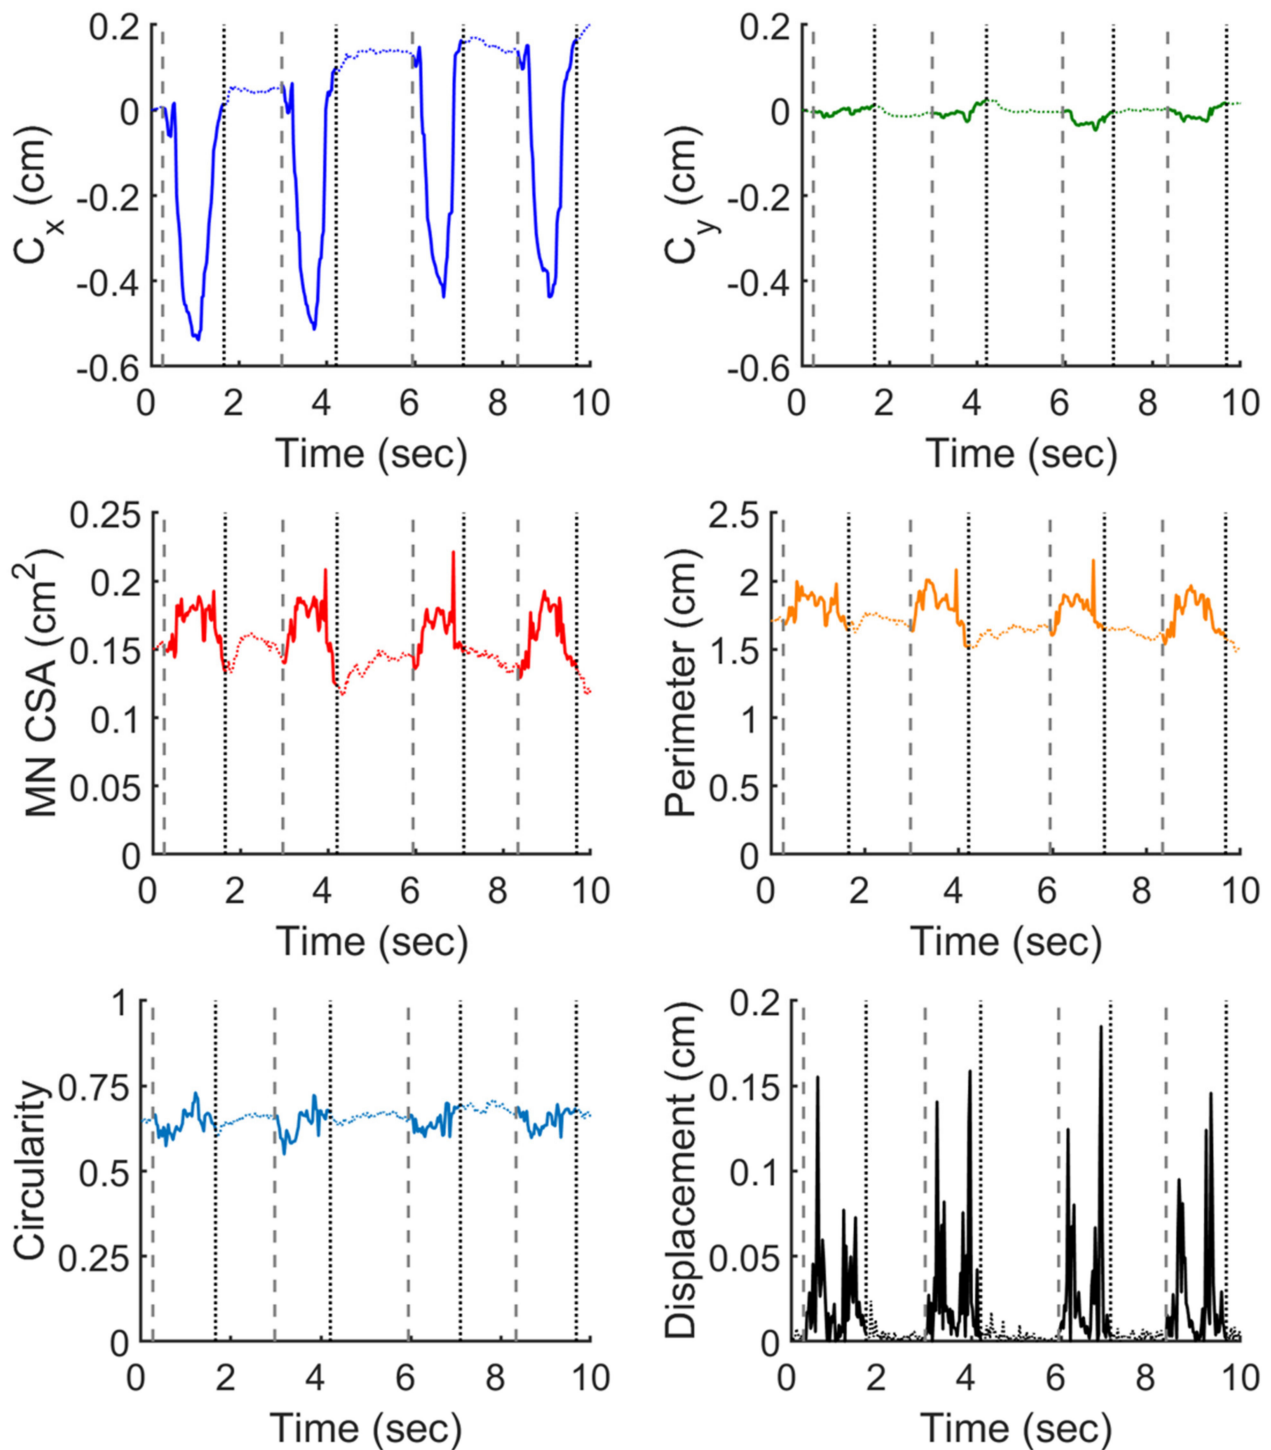 0.2
0
-0.2
-0.4
-0.6
C_x (cm)
0 2 4 6 8 10
Time (sec)
0.2
0
-0.2
-0.4
-0.6
C_y (cm)
0 2 4 6 8 10
Time (sec)
0.25
0.2
0.15
0.1
0.05
0
MN CSA (cm²)
0 2 4 6 8 10
Time (sec)
2.5
2
1.5
1
0.5
0
Perimeter (cm)
0 2 4 6 8 10
Time (sec)
1
0.75
0.5
0.25
0
Circularity
0 2 4 6 8 10
Time (sec)
0.2
0.15
0.1
0.05
0
Displacement (cm)
0 2 4 6 8 10
Time (sec)